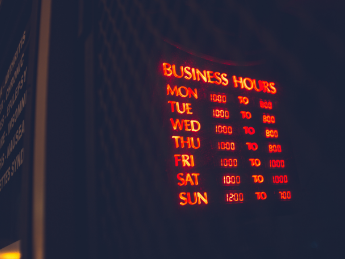 BUSINESS HOURS
MON 1000 TO 800
TUE 1000 TO 800
WED 1000 TO 800
THU 1000 TO 800
FRI 1000 TO 1000
SAT 1000 TO 1000
SUN 1200 TO 700